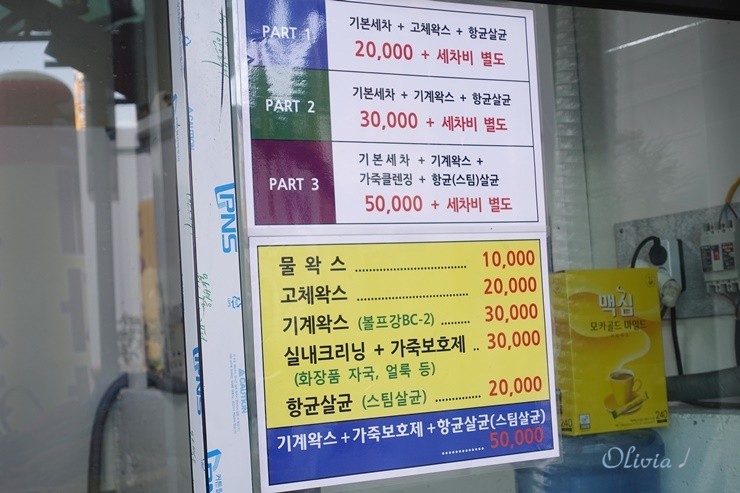 PART 1
기본세차 + 고체왁스 + 항균살균
20,000 + 세차비 별도
PART 2
기본세차 + 기계왁스 + 항균살균
30,000 + 세차비 별도
PART 3
기본세차 + 기계왁스 +
가죽클렌징 + 항균(스팀)살균
50,000 + 세차비 별도
물왁스 ............................ 10,000
고체왁스 ........................... 20,000
기계왁스 (볼프강BC-2) ........ 30,000
실내크리닝 + 가죽보호제 .. 30,000
(화장품 자국, 얼룩 등)
항균살균 (스팀살균) ............ 20,000
기계왁스+가죽보호제+항균살균(스팀살균)
............ 50,000
맥심
모카골드 마일드
240
240
Olivia♩